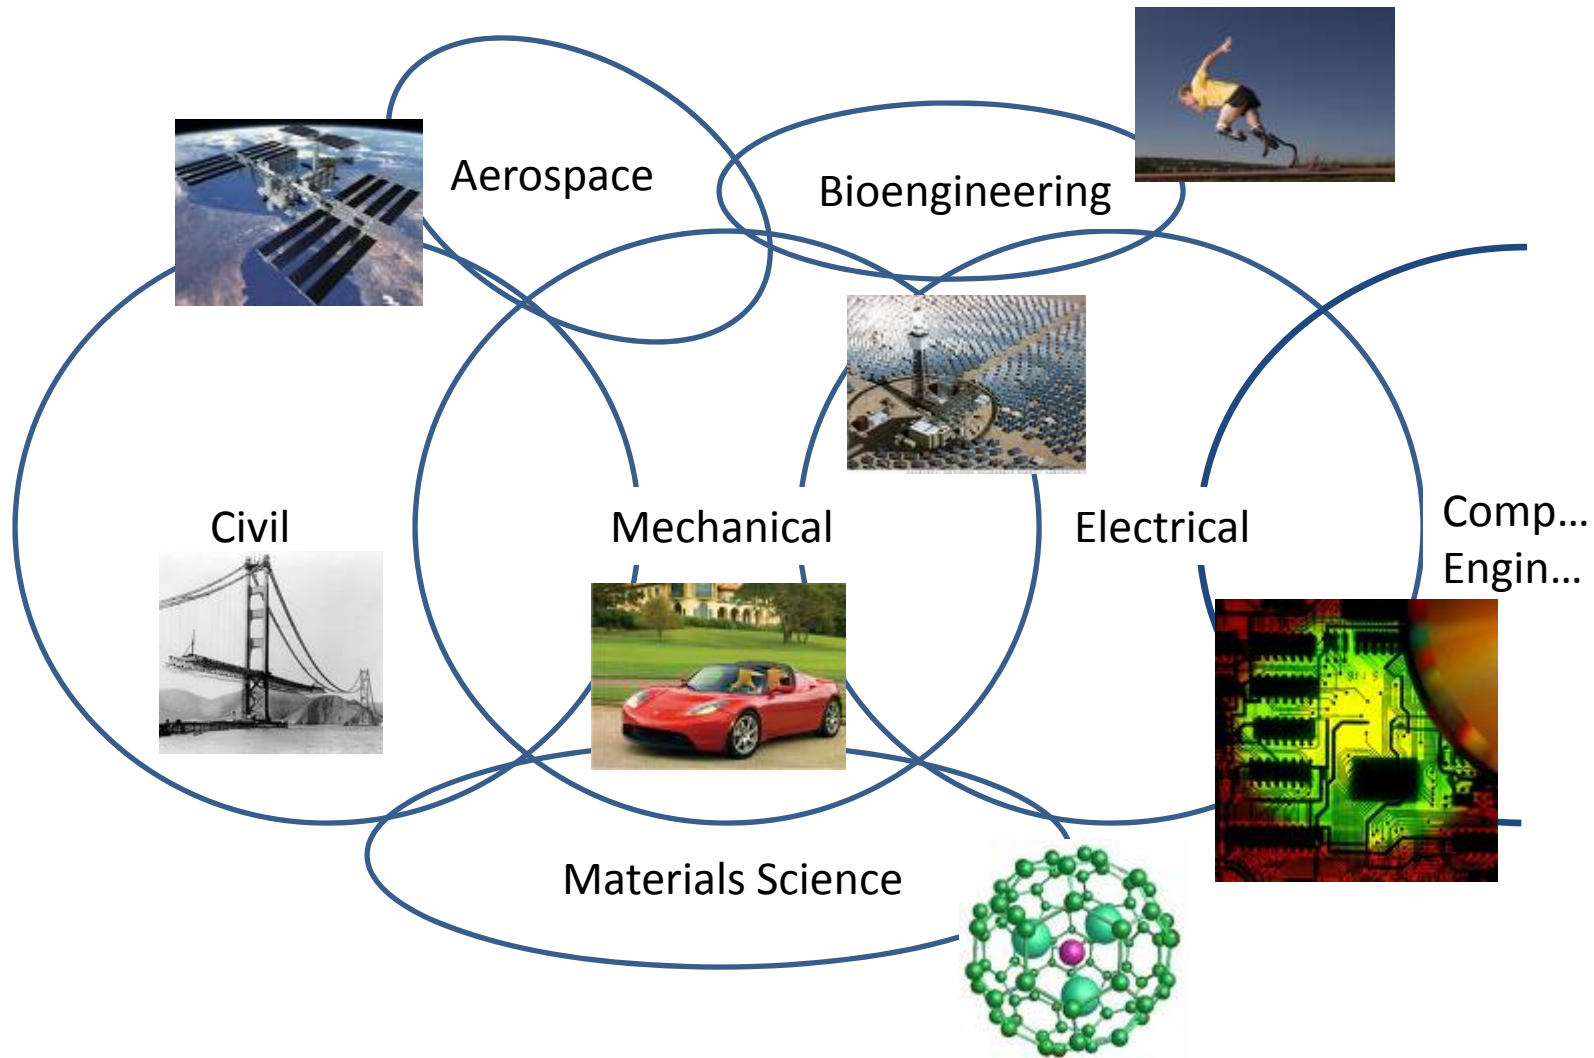 Aerospace
Bioengineering
Civil
Mechanical
Electrical
Comp...
Engin...
Materials Science